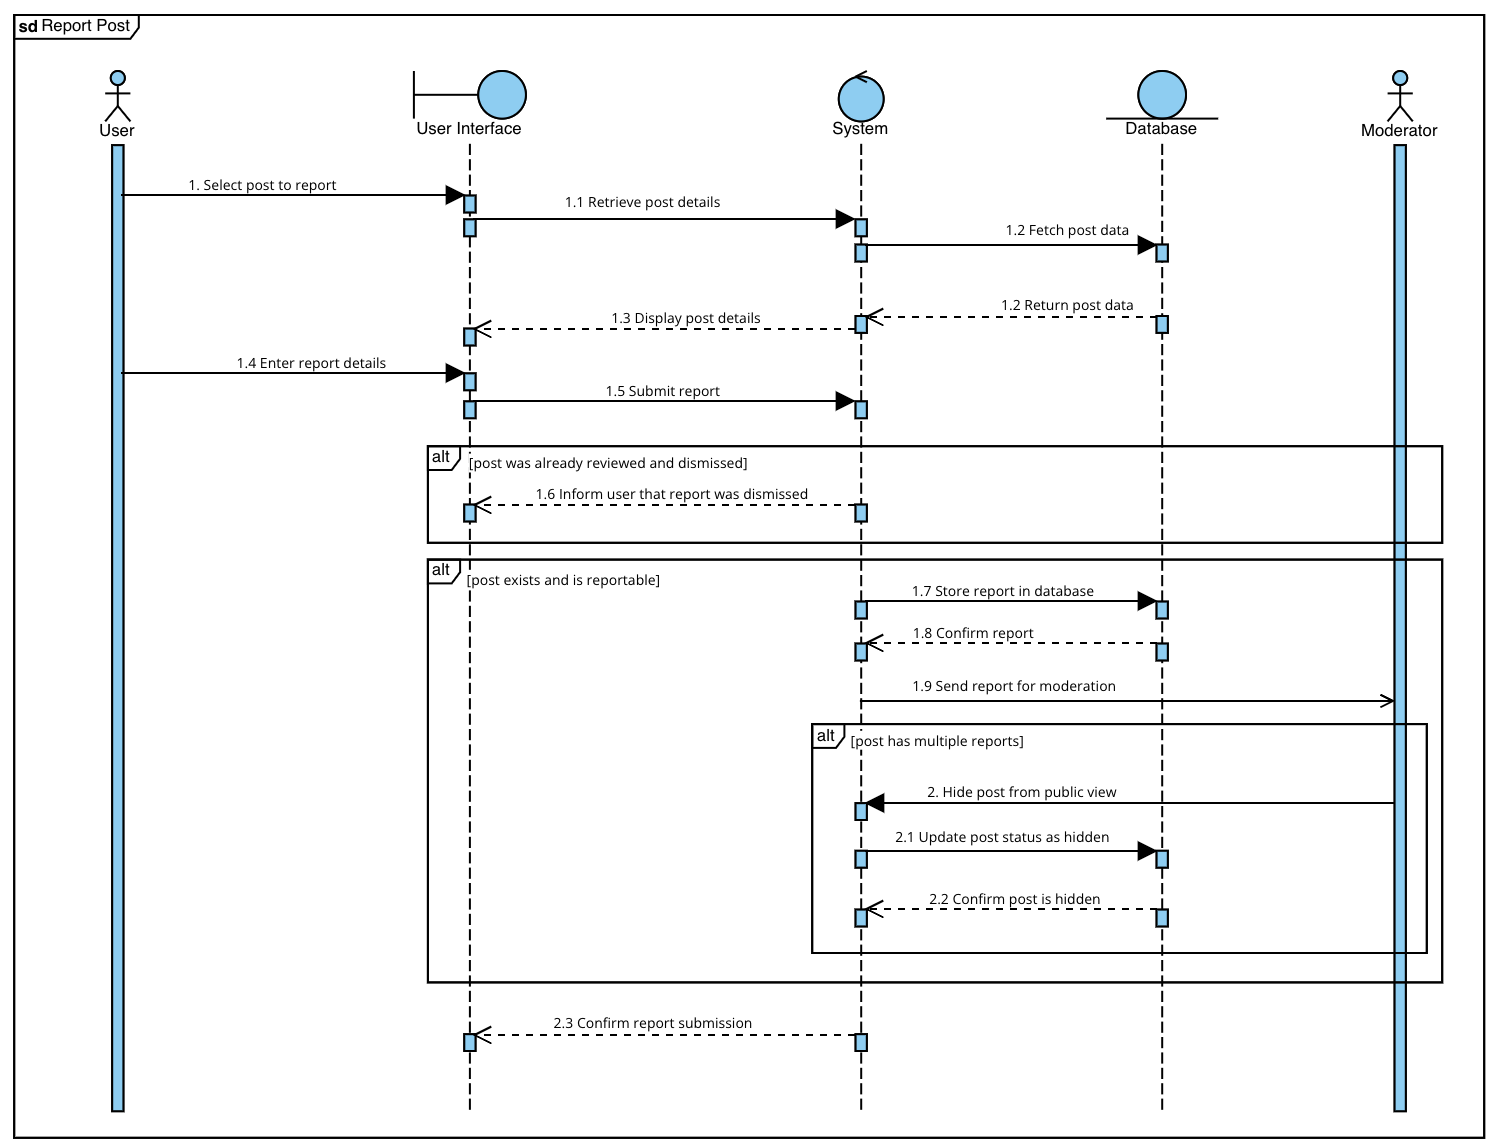 sd Report Post
User
User Interface
System
Database
Moderator
1. Select post to report
1.1 Retrieve post details
1.2 Fetch post data
1.2 Return post data
1.3 Display post details
1.4 Enter report details
1.5 Submit report
alt
[post was already reviewed and dismissed]
1.6 Inform user that report was dismissed
alt
[post exists and is reportable]
1.7 Store report in database
1.8 Confirm report
1.9 Send report for moderation
alt
[post has multiple reports]
2. Hide post from public view
2.1 Update post status as hidden
2.2 Confirm post is hidden
2.3 Confirm report submission